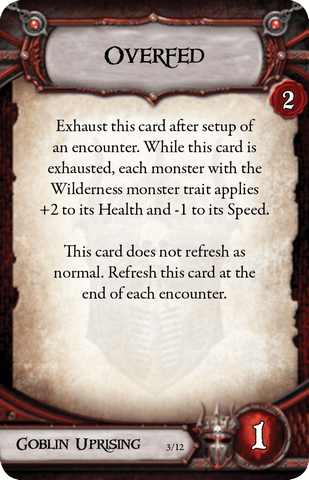 Overfed
2
Exhaust this card after setup of
an encounter. While this card is
exhausted, each monster with the
Wilderness monster trait applies
+2 to its Health and -1 to its Speed.
This card does not refresh as
normal. Refresh this card at the
end of each encounter.
Goblin Uprising 3/12 1